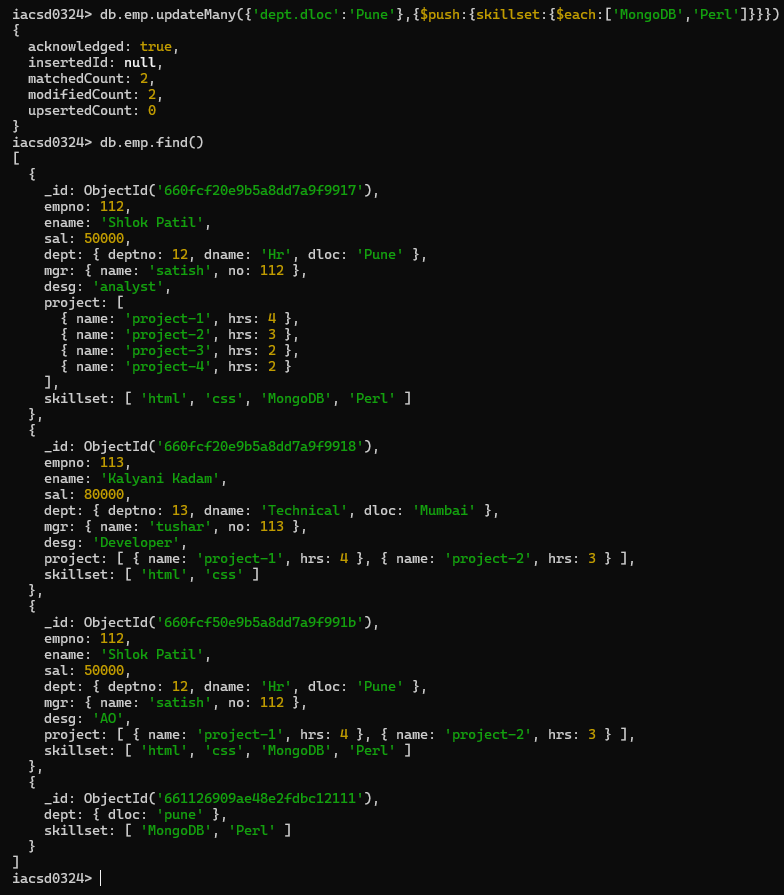 iacsd0324> db.emp.updateMany({'dept.dloc':'Pune'},{$push:{skillset:{$each:['MongoDB','Perl']}}})
{
  acknowledged: true,
  insertedId: null,
  matchedCount: 2,
  modifiedCount: 2,
  upsertedCount: 0
}
iacsd0324> db.emp.find()
[
  {
    _id: ObjectId('660fcf20e9b5a8dd7a9f9917'),
    empno: 112,
    ename: 'Shlok Patil',
    sal: 50000,
    dept: { deptno: 12, dname: 'Hr', dloc: 'Pune' },
    mgr: { name: 'satish', no: 112 },
    desg: 'analyst',
    project: [
      { name: 'project-1', hrs: 4 },
      { name: 'project-2', hrs: 3 },
      { name: 'project-3', hrs: 2 },
      { name: 'project-4', hrs: 2 }
    ],
    skillset: [ 'html', 'css', 'MongoDB', 'Perl' ]
  },
  {
    _id: ObjectId('660fcf20e9b5a8dd7a9f9918'),
    empno: 113,
    ename: 'Kalyani Kadam',
    sal: 80000,
    dept: { deptno: 13, dname: 'Technical', dloc: 'Mumbai' },
    mgr: { name: 'tushar', no: 113 },
    desg: 'Developer',
    project: [ { name: 'project-1', hrs: 4 }, { name: 'project-2', hrs: 3 } ],
    skillset: [ 'html', 'css' ]
  },
  {
    _id: ObjectId('660fcf50e9b5a8dd7a9f991b'),
    empno: 112,
    ename: 'Shlok Patil',
    sal: 50000,
    dept: { deptno: 12, dname: 'Hr', dloc: 'Pune' },
    mgr: { name: 'satish', no: 112 },
    desg: 'AO',
    project: [ { name: 'project-1', hrs: 4 }, { name: 'project-2', hrs: 3 } ],
    skillset: [ 'html', 'css', 'MongoDB', 'Perl' ]
  },
  {
    _id: ObjectId('661126909ae48e2fdbc12111'),
    dept: { dloc: 'pune' },
    skillset: [ 'MongoDB', 'Perl' ]
  }
]
iacsd0324>